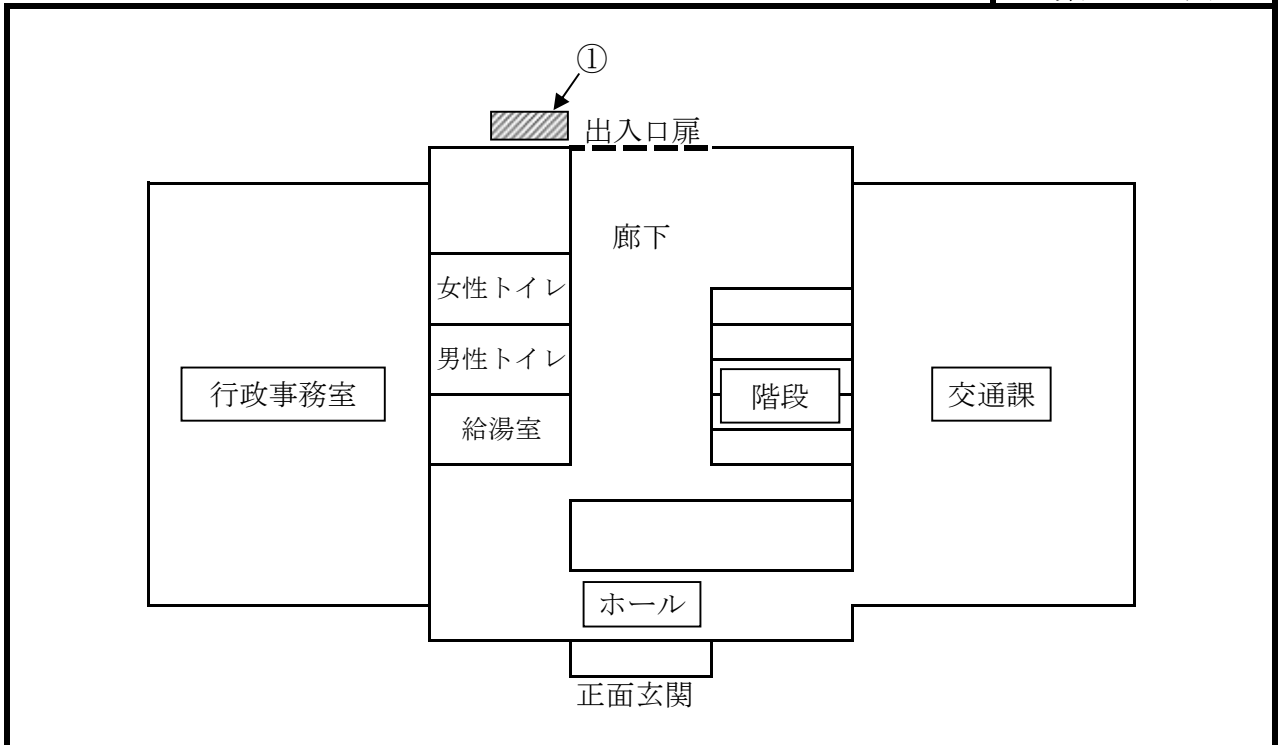 ①
出入口扉
廊下
女性トイレ
男性トイレ
行政事務室
階段
交通課
給湯室
ホール
正面玄関